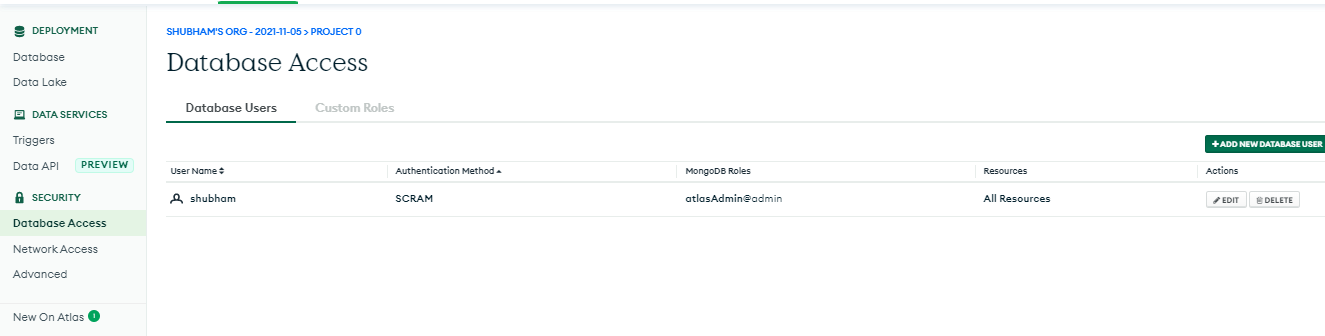 DEPLOYMENT
Database
Data Lake
DATA SERVICES
Triggers
Data API PREVIEW
SECURITY
Database Access
Network Access
Advanced
New On Atlas
SHUBHAM'S ORG - 2021-11-05 > PROJECT 0
Database Access
Database Users Custom Roles
+ ADD NEW DATABASE USER
User Name Authentication Method MongoDB Roles Resources Actions
shubham SCRAM atlasAdmin@admin All Resources EDIT DELETE